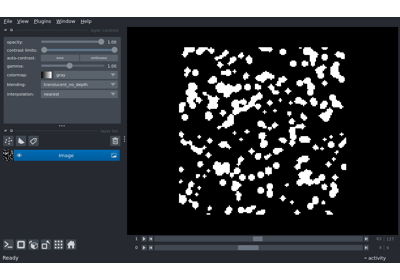 File View Plugins Window Help
opacity: 1.00
contrast limits:
auto-contrast: once continuous
gamma: 1.00
colormap: gray
blending: translucent_no_depth
interpolation: nearest
Image
1
0
Ready
activity